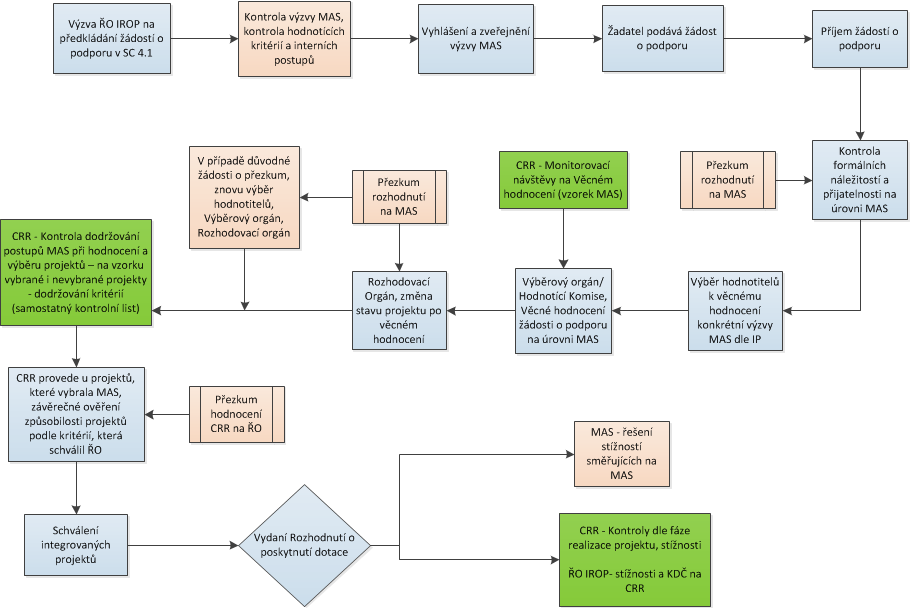 Výzva ŘO IROP na
předkládání žádostí o
podporu v SC 4.1
Kontrola výzvy MAS,
kontrola hodnotících
kritérií a interních
postupů
Vyhlášení a zveřejnění
výzvy MAS
Žadatel podává žádost
o podporu
Příjem žádostí o
podporu
Kontrola
formálních
náležitostí a
přijatelnosti na
úrovni MAS
Přezkum
rozhodnutí
na MAS
CRR - Monitorovací
návštěvy na Věcném
hodnocení (vzorek MAS)
Přezkum
rozhodnutí
na MAS
V případě důvodné
žádosti o přezkum,
znovu výběr
hodnotitelů,
Výběrový orgán,
Rozhodovací orgán
Výběr hodnotitelů
k věcnému
hodnocení
konkrétní výzvy
MAS dle IP
Výběrový orgán/
Hodnotící Komise,
Věcné hodnocení
žádosti o podporu
na úrovni MAS
Rozhodovací
Orgán, změna
stavu projektu po
věcném
hodnocení
CRR - Kontrola dodržování
postupů MAS při hodnocení a
výběru projektů – na vzorku
vybrané i nevybrané projekty
- dodržování kritérií
(samostatný kontrolní list)
CRR provede u projektů,
které vybrala MAS,
závěrečné ověření
způsobilosti projektů
podle kritérií, která
schválil ŘO
Přezkum
hodnocení
CRR na ŘO
Schválení
integrovaných
projektů
Vydaní Rozhodnutí o
poskytnutí dotace
MAS - řešení
stížností
směřujících na
MAS
CRR - Kontroly dle fáze
realizace projektu, stížnosti
ŘO IROP- stížnosti a KDČ na
CRR